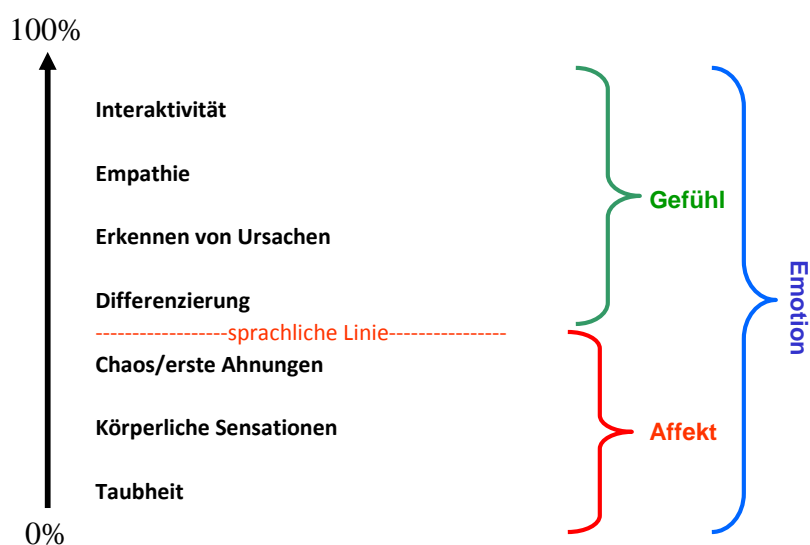 100%
Interaktivität
Empathie
Gefühl
Erkennen von Ursachen
Emotion
Differenzierung
------------------sprachliche Linie----------------
Chaos/erste Ahnungen
Körperliche Sensationen
Affekt
Taubheit
0%